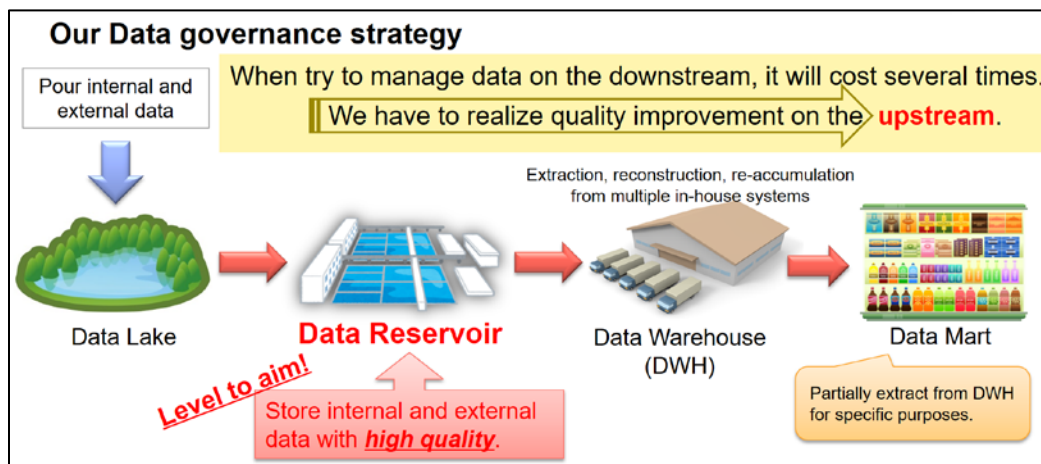 Our Data governance strategy
Pour internal and
external data
When try to manage data on the downstream, it will cost several times.
We have to realize quality improvement on the upstream.
Extraction, reconstruction, re-accumulation
from multiple in-house systems
Data Lake
Data Reservoir
Data Warehouse
(DWH)
Data Mart
Level to aim!
Store internal and external
data with high quality.
Partially extract from DWH
for specific purposes.